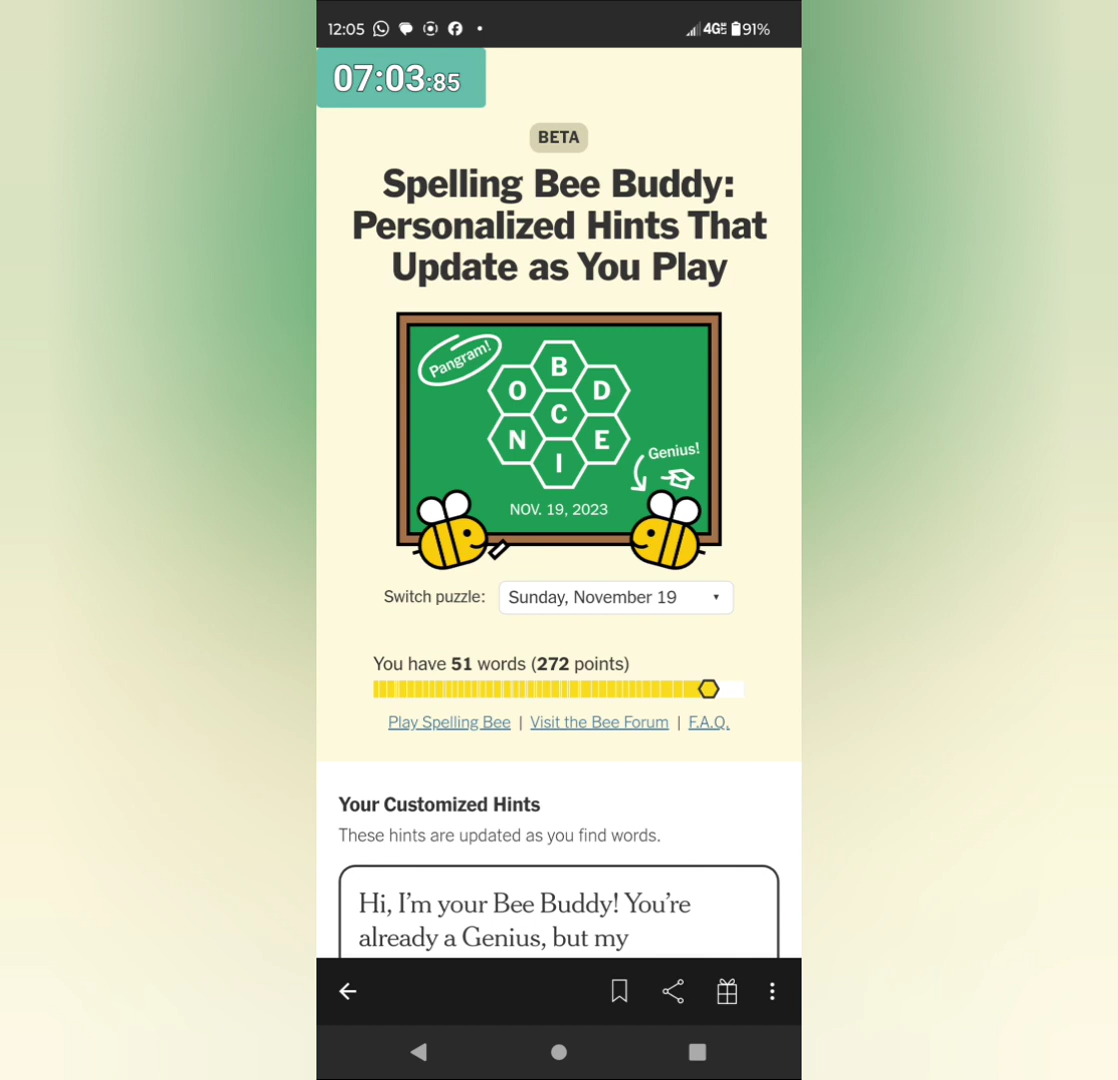 12:05 4G 91%
07:03:85
BETA
Spelling Bee Buddy:
Personalized Hints That
Update as You Play
Pangram!
B
O D
C
N E
I
Genius!
NOV. 19, 2023
Switch puzzle: Sunday, November 19
You have 51 words (272 points)
Play Spelling Bee | Visit the Bee Forum | F.A.Q.
Your Customized Hints
These hints are updated as you find words.
Hi, I’m your Bee Buddy! You’re
already a Genius, but my